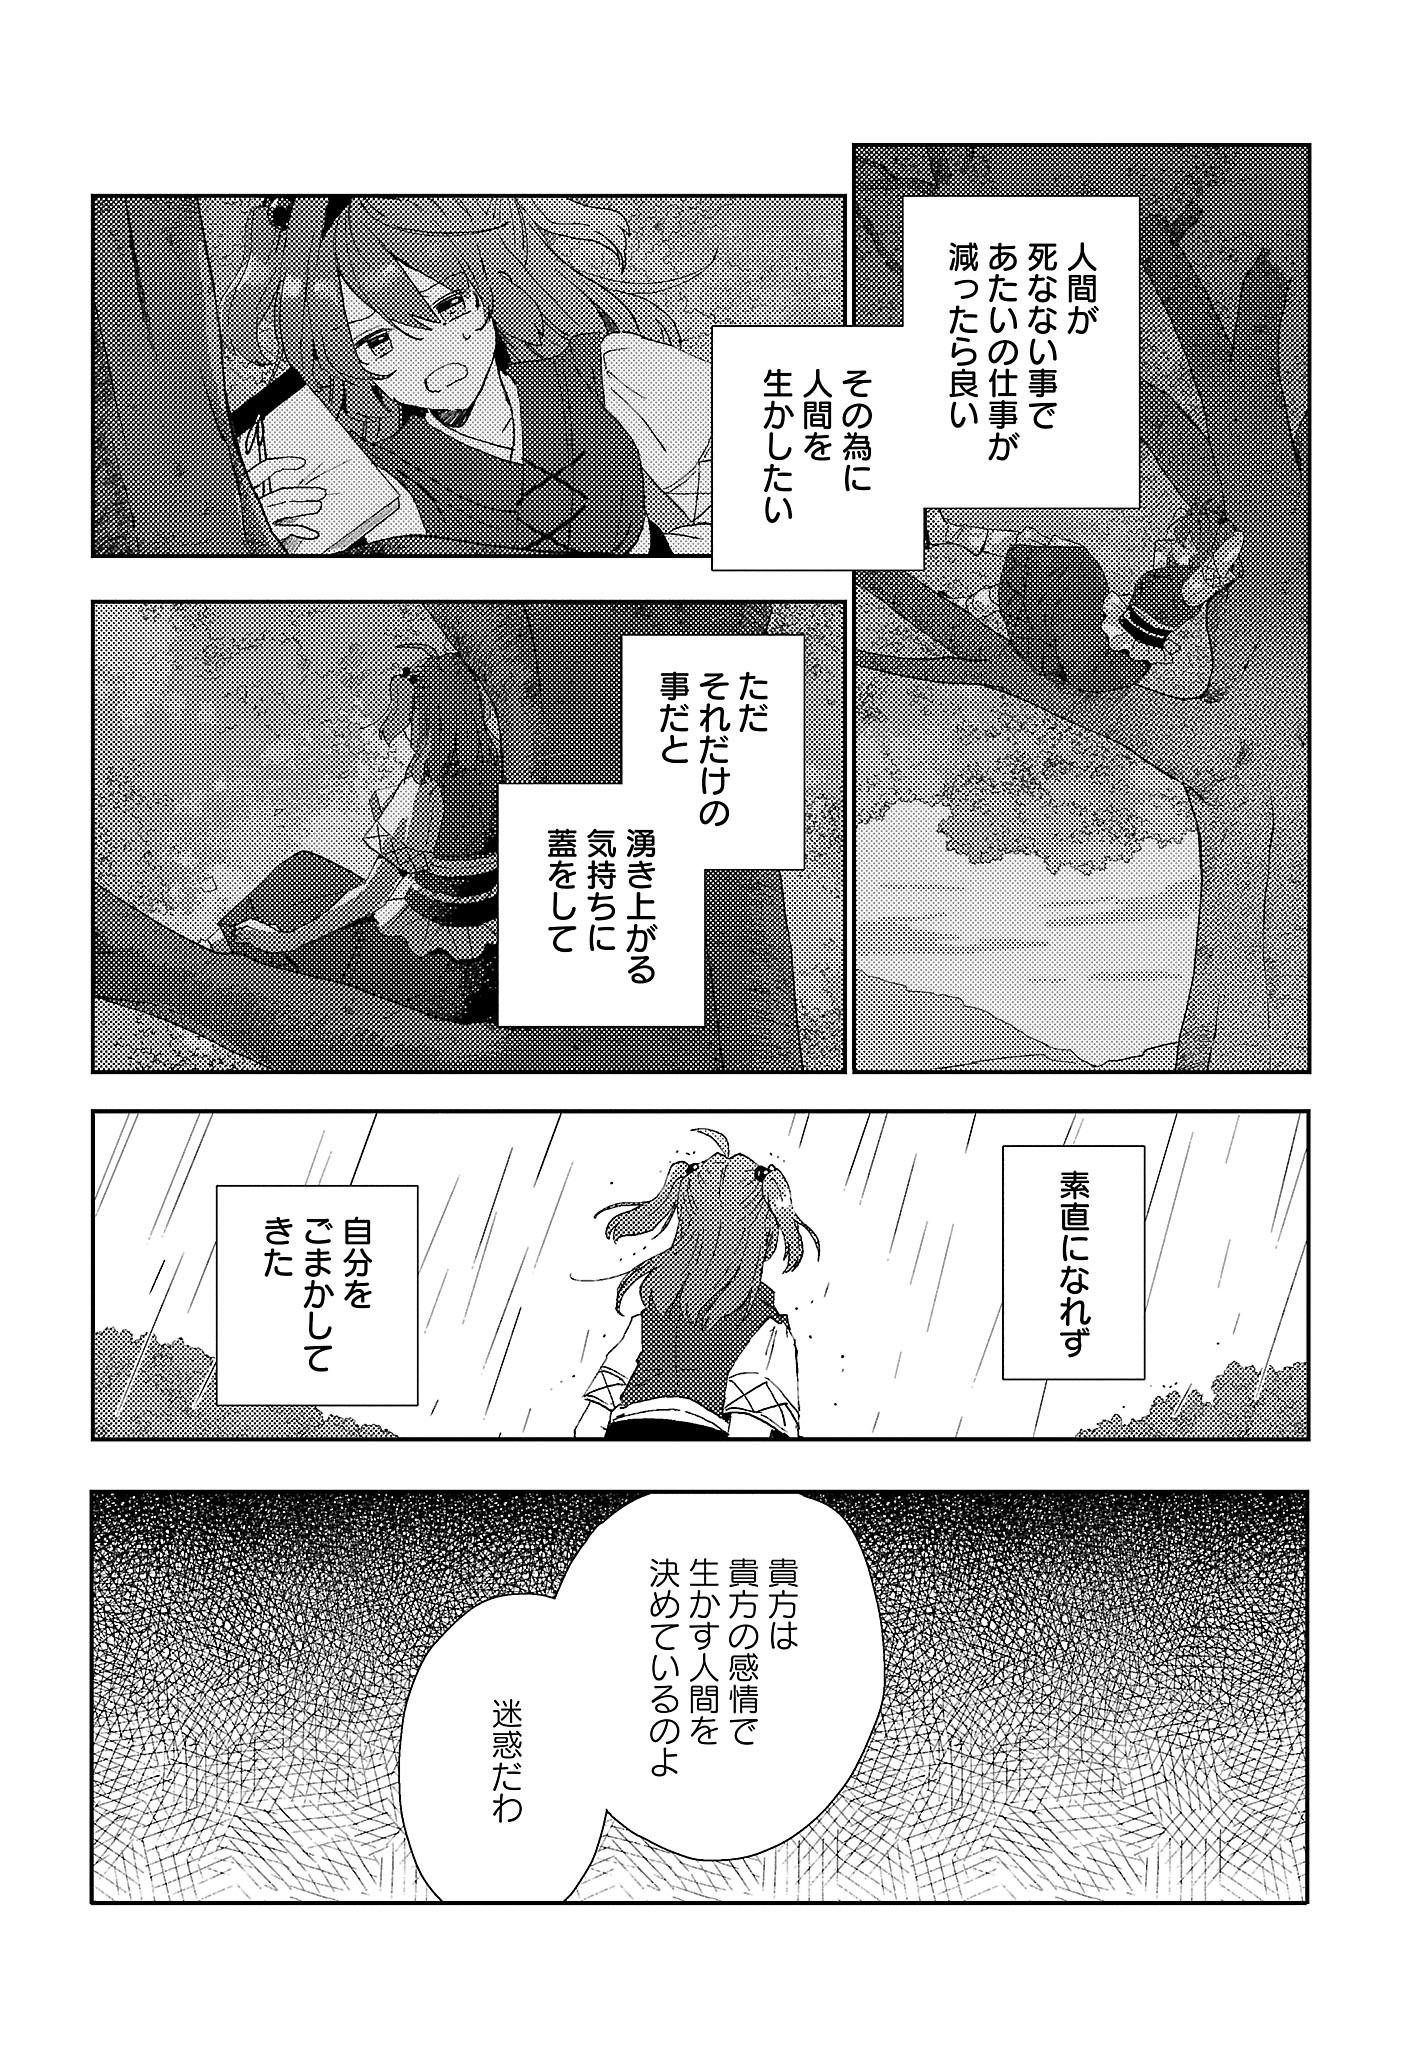 人間が
死なない事で
あたいの仕事が
減ったら良い
その為に
人間を
生かしたい
ただ
それだけの
事だと
湧き上がる
気持ちに
蓋をして
素直になれず
自分を
ごまかして
きた
貴方は
貴方の感情で
生かす人間を
決めているのよ
迷惑だわ